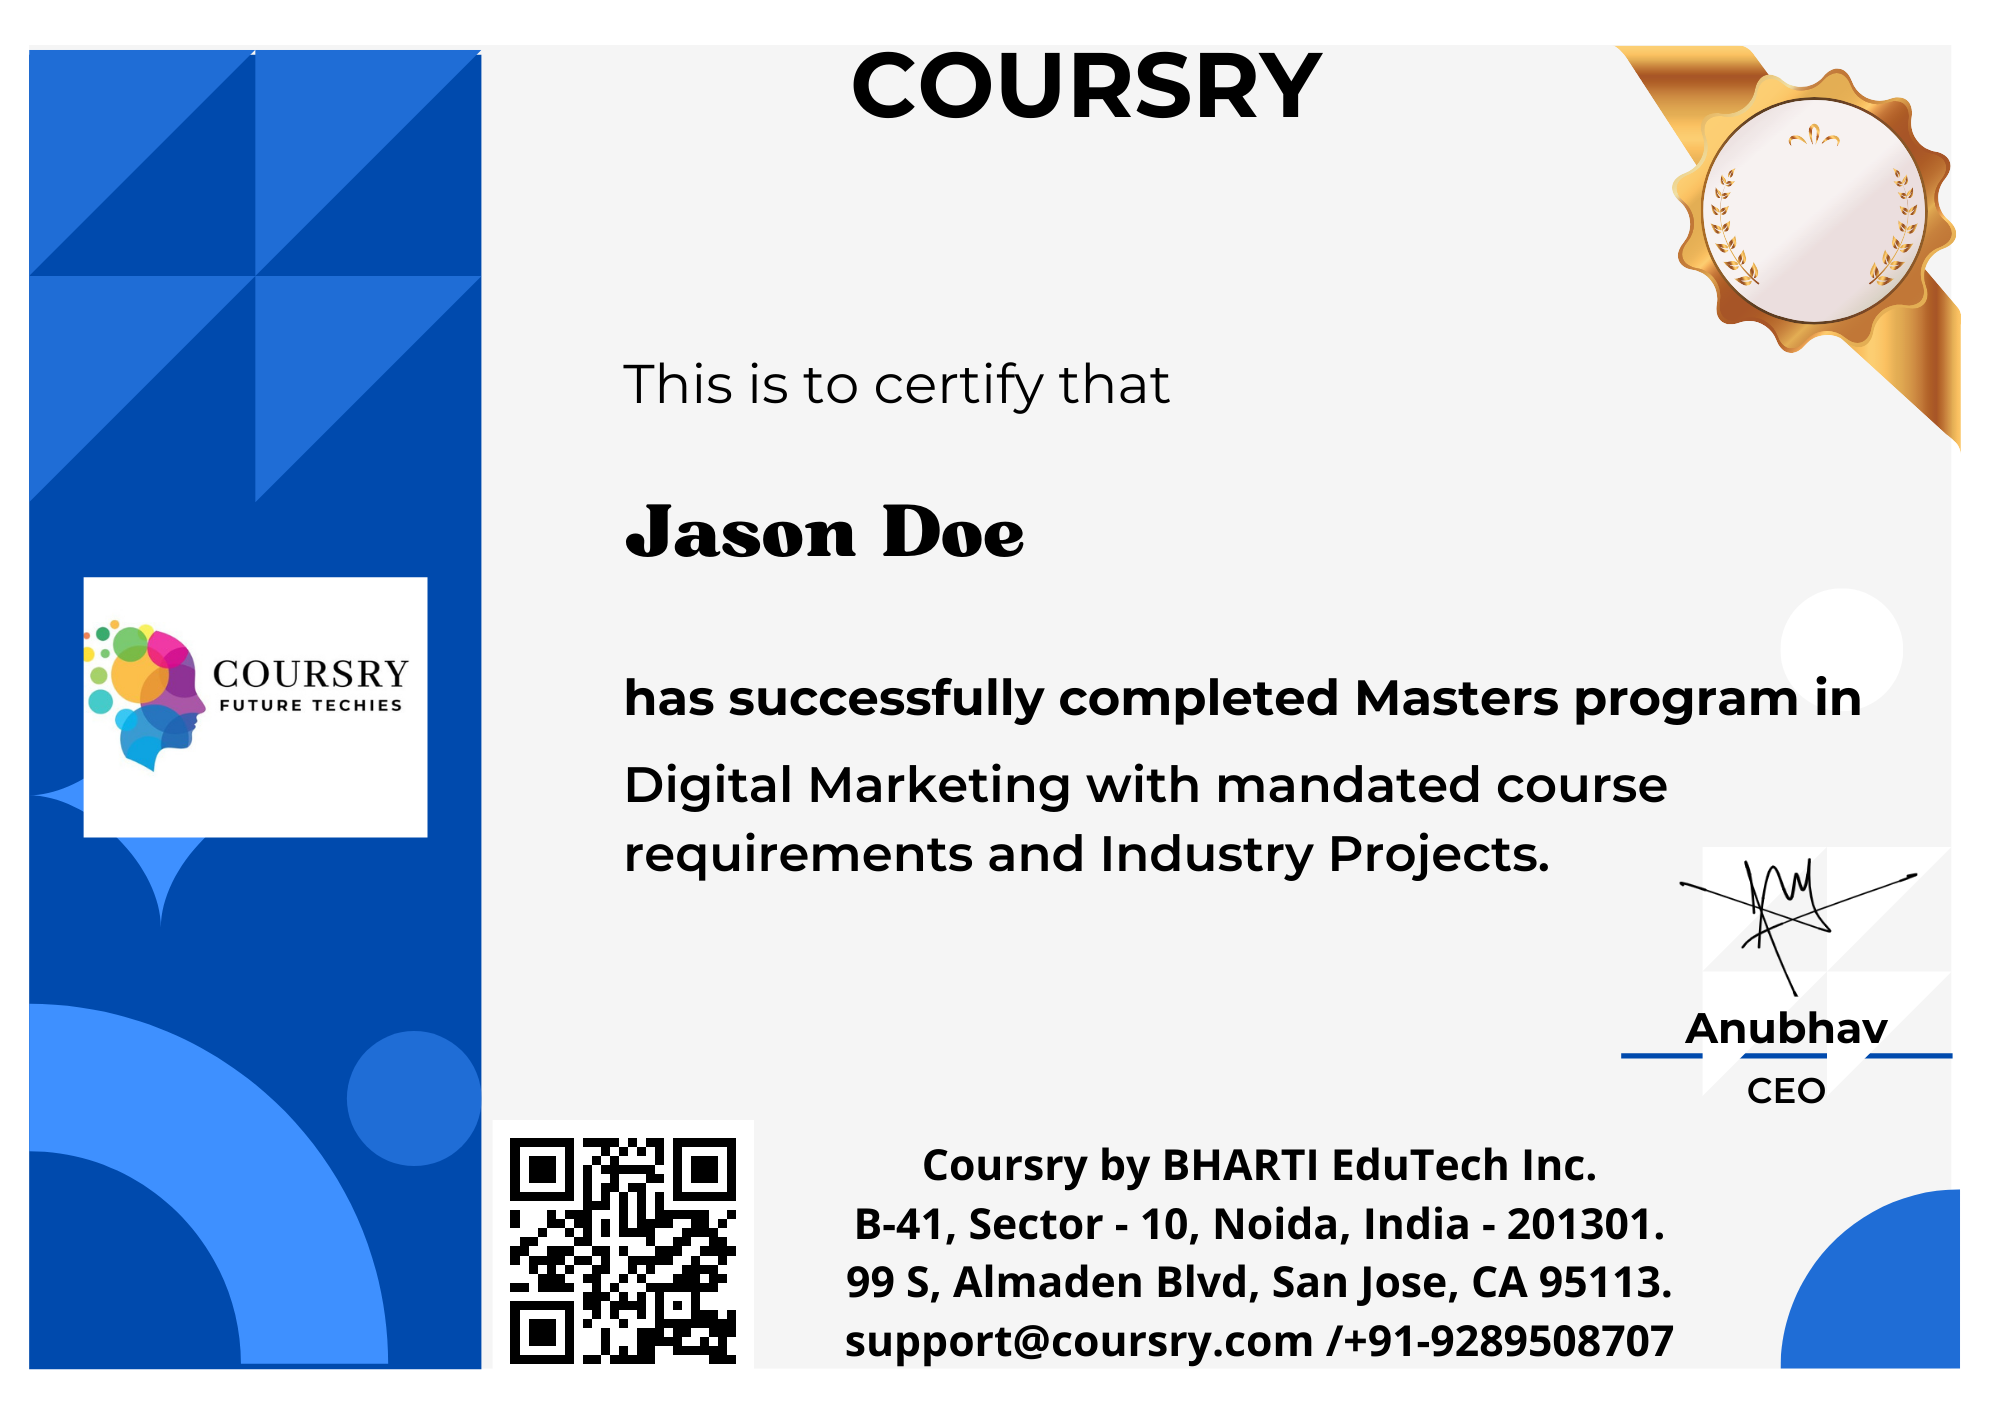 COURSRY
This is to certify that
Jason Doe
COURSRY
FUTURE TECHIES
has successfully completed Masters program in
Digital Marketing with mandated course
requirements and Industry Projects.
Anubhav
CEO
Coursry by BHARTI EduTech Inc.
B-41, Sector - 10, Noida, India - 201301.
99 S, Almaden Blvd, San Jose, CA 95113.
support@coursry.com /+91-9289508707